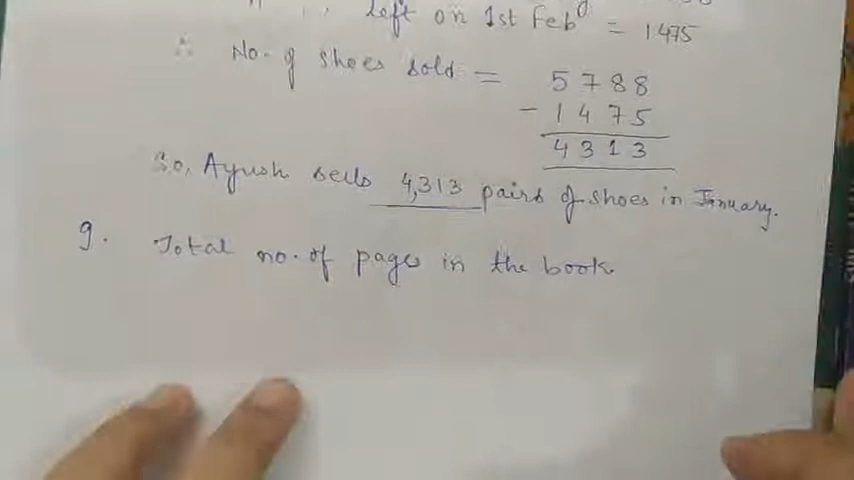 left on 1st Feb = 1475
∴ No. of shoes sold = 5788
- 1475
4313
So, Ayush sells 4,313 pairs of shoes in January.
9. Total no. of pages in the book